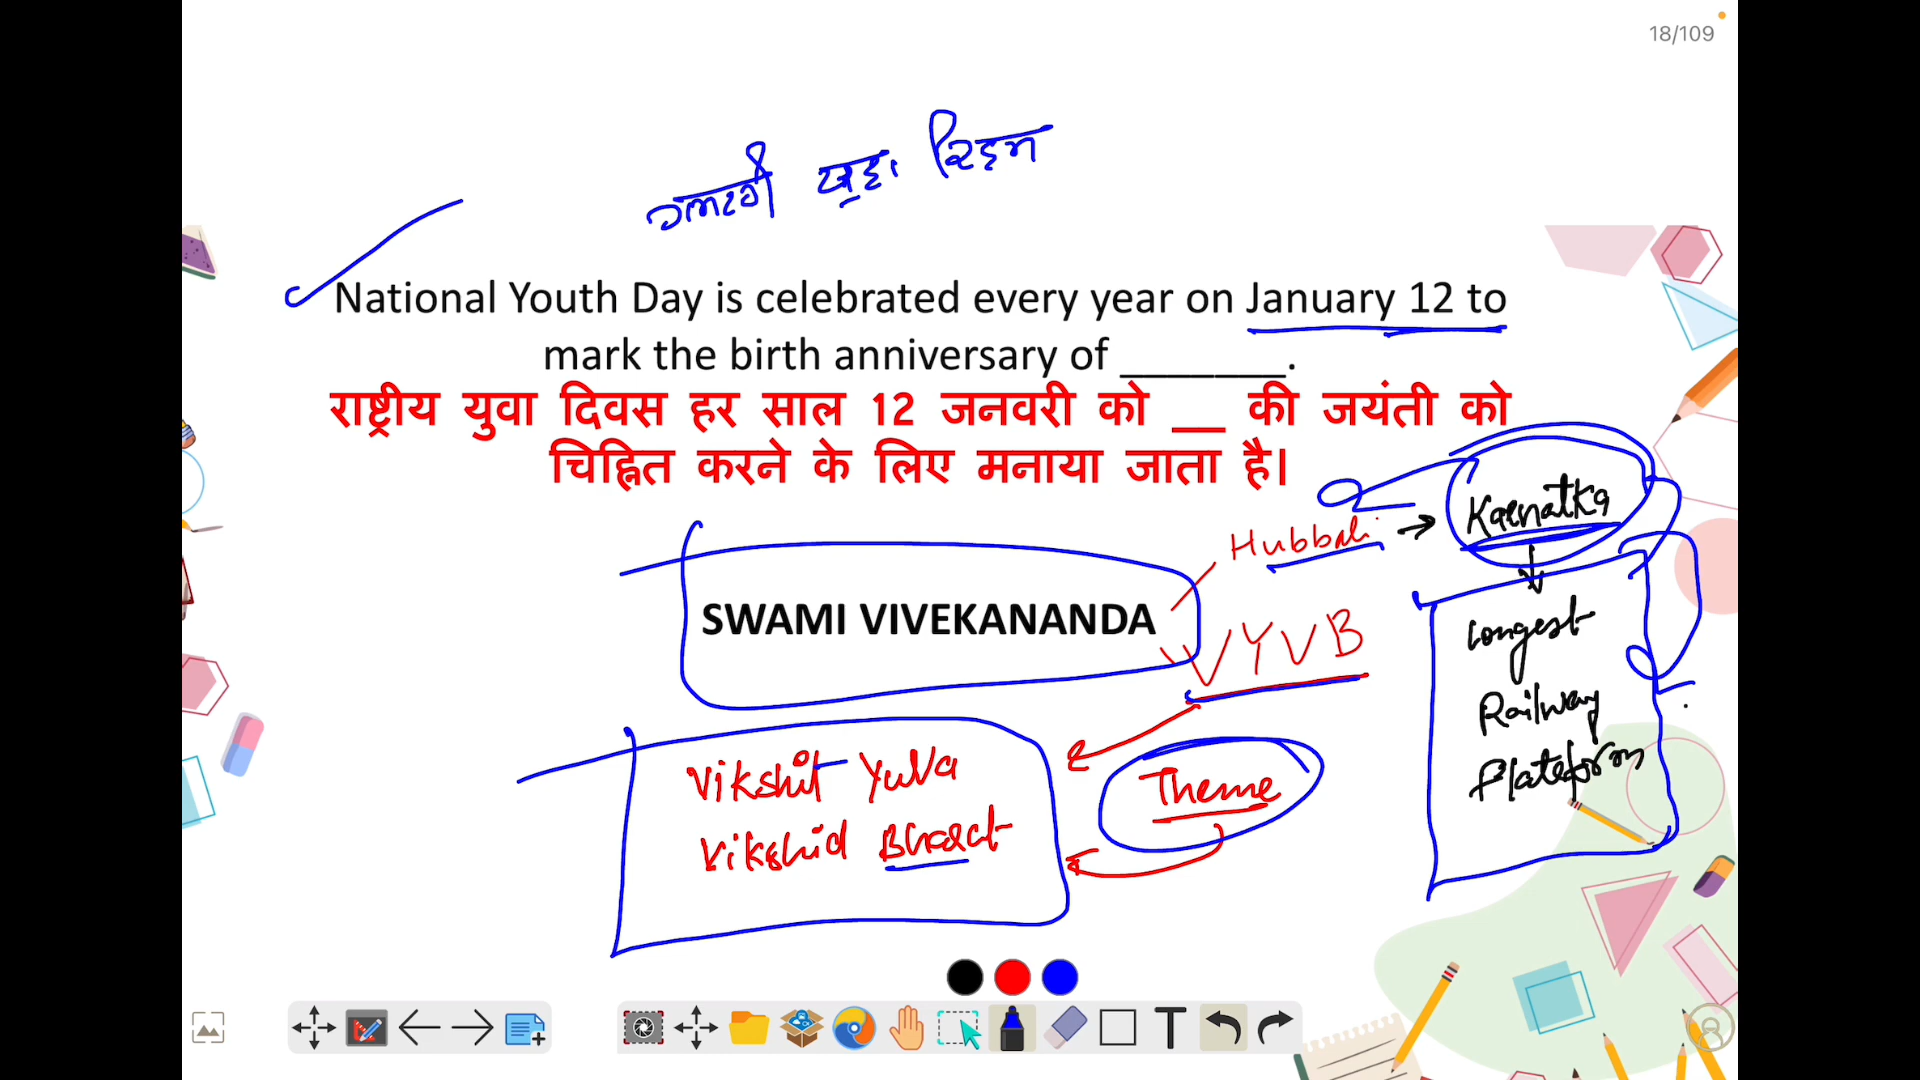 18/109
National Youth Day is celebrated every year on January 12 to
mark the birth anniversary of _______.
राष्ट्रीय युवा दिवस हर साल 12 जनवरी को __ की जयंती को
चिह्नित करने के लिए मनाया जाता है।
Hubbali → Karnatka
SWAMI VIVEKANANDA
VYVB
Longest
Railway
Plateform
Vikshit Yuva
Vikshid Bharat
Theme
T